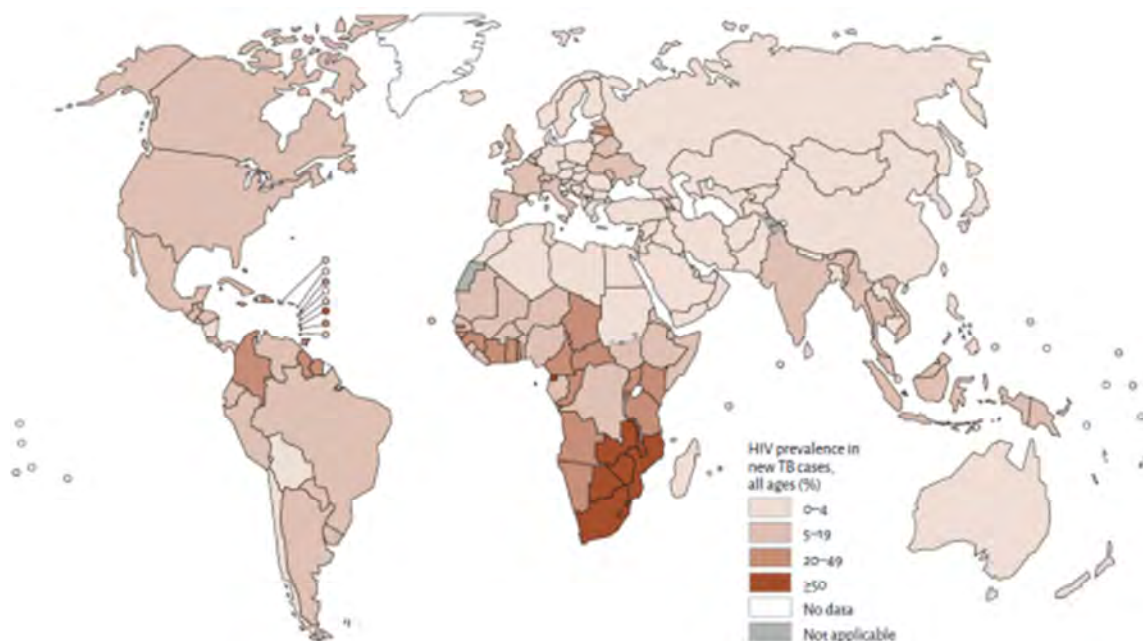 HIV prevalence in
new TB cases,
all ages (%)
0–4
5–19
20–49
≥50
No data
Not applicable